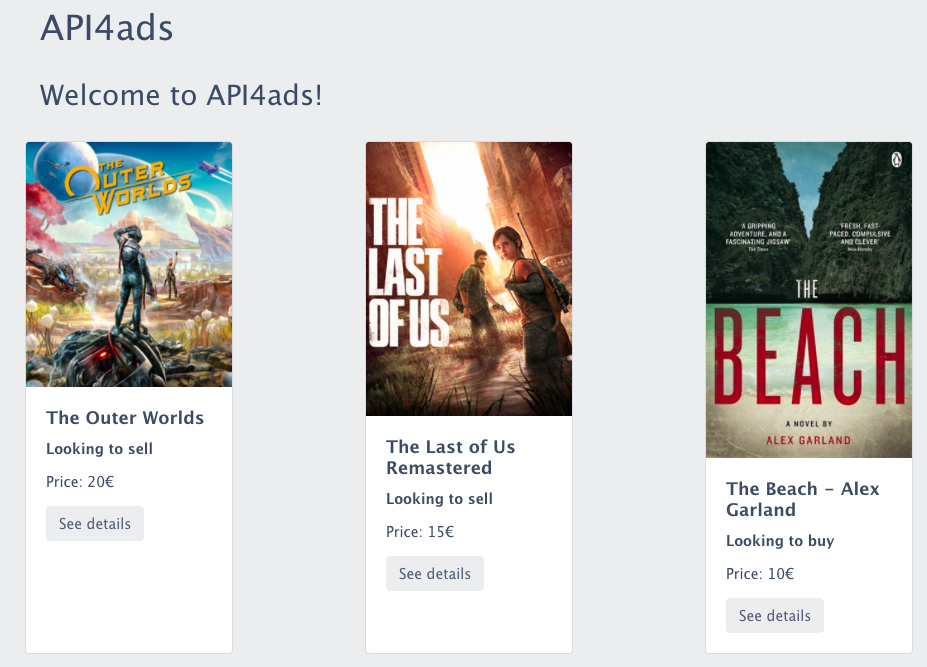 API4ads
Welcome to API4ads!
THE
OUTER
WORLDS
The Outer Worlds
Looking to sell
Price: 20€
See details
THE
LAST
OF US
The Last of Us
Remastered
Looking to sell
Price: 15€
See details
'A GRIPPING
ADVENTURE, AND A
FASCINATING JIGSAW'
The Times
'FRESH, FAST-
PACED, COMPULSIVE
AND CLEVER'
Nick Hornby
THE
BEACH
A NOVEL BY
ALEX GARLAND
The Beach – Alex
Garland
Looking to buy
Price: 10€
See details